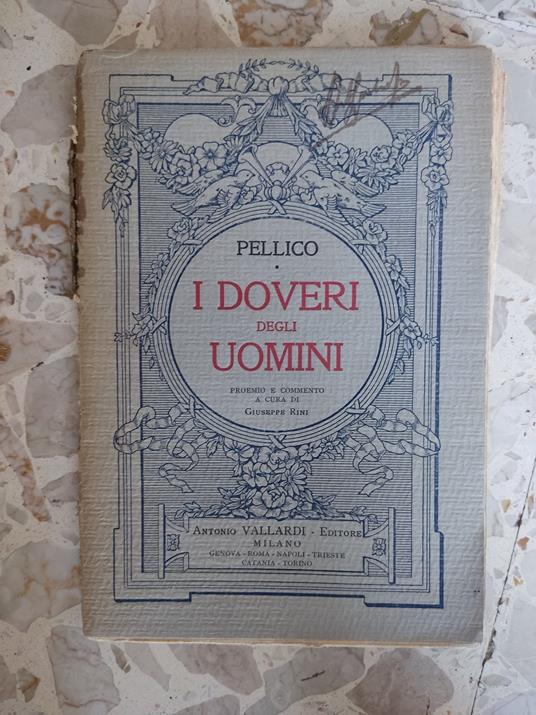 PELLICO
I DOVERI
DEGLI
UOMINI
PROEMIO E COMMENTO
A CURA DI
GIUSEPPE RINI
ANTONIO VALLARDI - EDITORE
MILANO
GENOVA - ROMA - NAPOLI - TRIESTE
CATANIA - TORINO